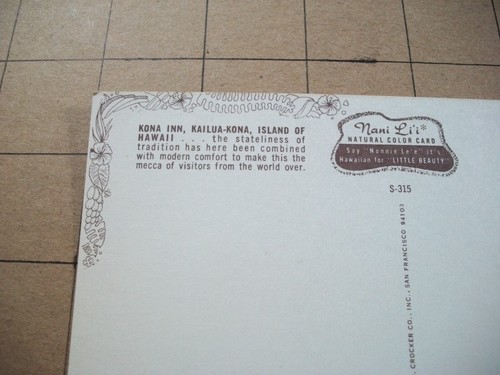 KONA INN, KAILUA-KONA, ISLAND OF
HAWAII . . . the stateliness of
tradition has here been combined
with modern comfort to make this the
mecca of visitors from the world over.
Nani Li'i*
NATURAL COLOR CARD
Say "Nonnie Le'e" it's
Hawaiian for "LITTLE BEAUTY"
S-315
CROCKER CO., INC. - SAN FRANCISCO 94103